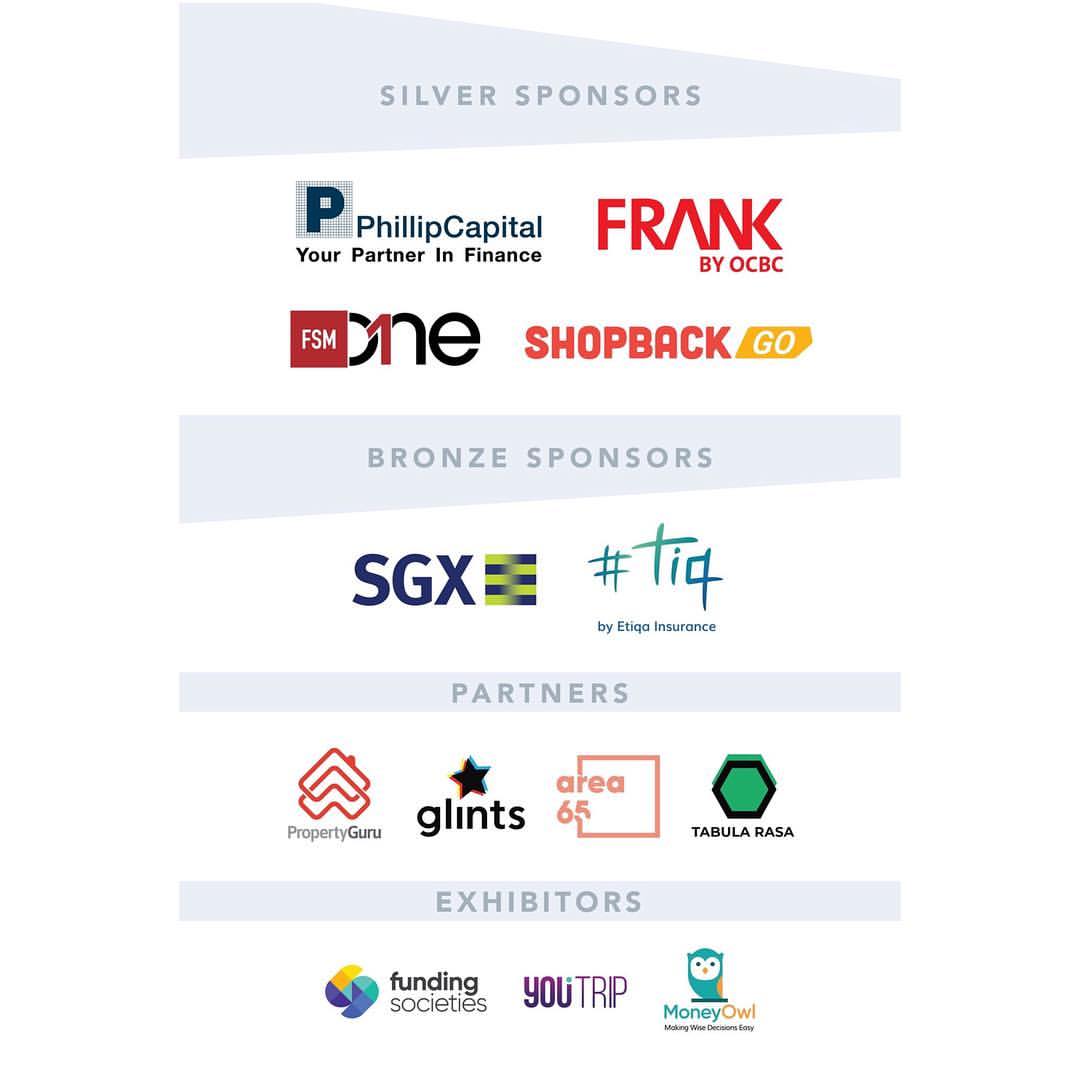 SILVER SPONSORS
P PhillipCapital
Your Partner In Finance
FRANK
BY OCBC
FSM one
SHOPBACK GO
BRONZE SPONSORS
SGX
#tiq
by Etiqa Insurance
PARTNERS
PropertyGuru
glints
area
65
TABULA RASA
EXHIBITORS
funding
societies
YOUTRIP
MoneyOwl
Making Wise Decisions Easy